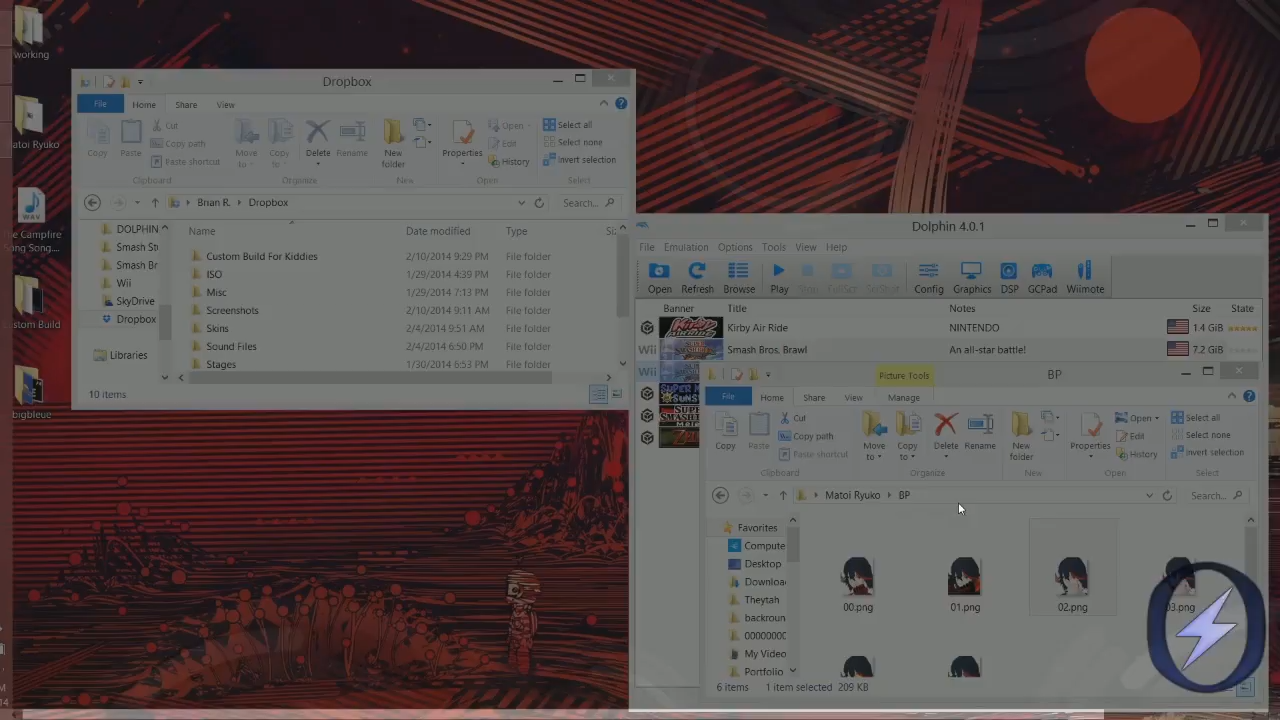 working
atoi Ryuko
WAV
e Campfire
ong Song....
ustom Build
bigbleue
Dropbox
File
Home
Share
View
Copy
Paste
Cut
Copy path
Paste shortcut
Move to
Copy to
Delete
Rename
New folder
Properties
Open
Edit
History
Select all
Select none
Invert selection
Clipboard
Organize
New
Open
Select
Brian R.
Dropbox
Search...
DOLPHIN
Smash St
Smash Br
Wii
SkyDrive
Dropbox
Libraries
Name
Date modified
Type
Si
Custom Build For Kiddies
2/10/2014 9:29 PM
File folder
ISO
1/29/2014 4:39 PM
File folder
Misc
1/29/2014 7:13 PM
File folder
Screenshots
2/10/2014 9:11 AM
File folder
Skins
2/4/2014 9:51 AM
File folder
Sound Files
2/4/2014 6:50 PM
File folder
Stages
1/30/2014 6:53 PM
File folder
10 items
Dolphin 4.0.1
File
Emulation
Options
Tools
View
Help
Open
Refresh
Browse
Play
Stop
Config
Graphics
DSP
GCPad
Wiimote
Banner
Title
Notes
Size
State
Kirby Air Ride
NINTENDO
1.4 GiB
Wii
Smash Bros. Brawl
An all-star battle!
7.2 GiB
Wii
Picture Tools
BP
File
Home
Share
View
Manage
Copy
Paste
Cut
Copy path
Paste shortcut
Move to
Copy to
Delete
Rename
New folder
Properties
Open
Edit
History
Select all
Select none
Invert selection
Clipboard
Organize
New
Open
Select
Matoi Ryuko
BP
Search...
Favorites
Compute
Desktop
Downloa
Theytah
backroun
0000000
My Video
Portfolio
00.png
01.png
02.png
03.png
6 items
1 item selected
209 KB